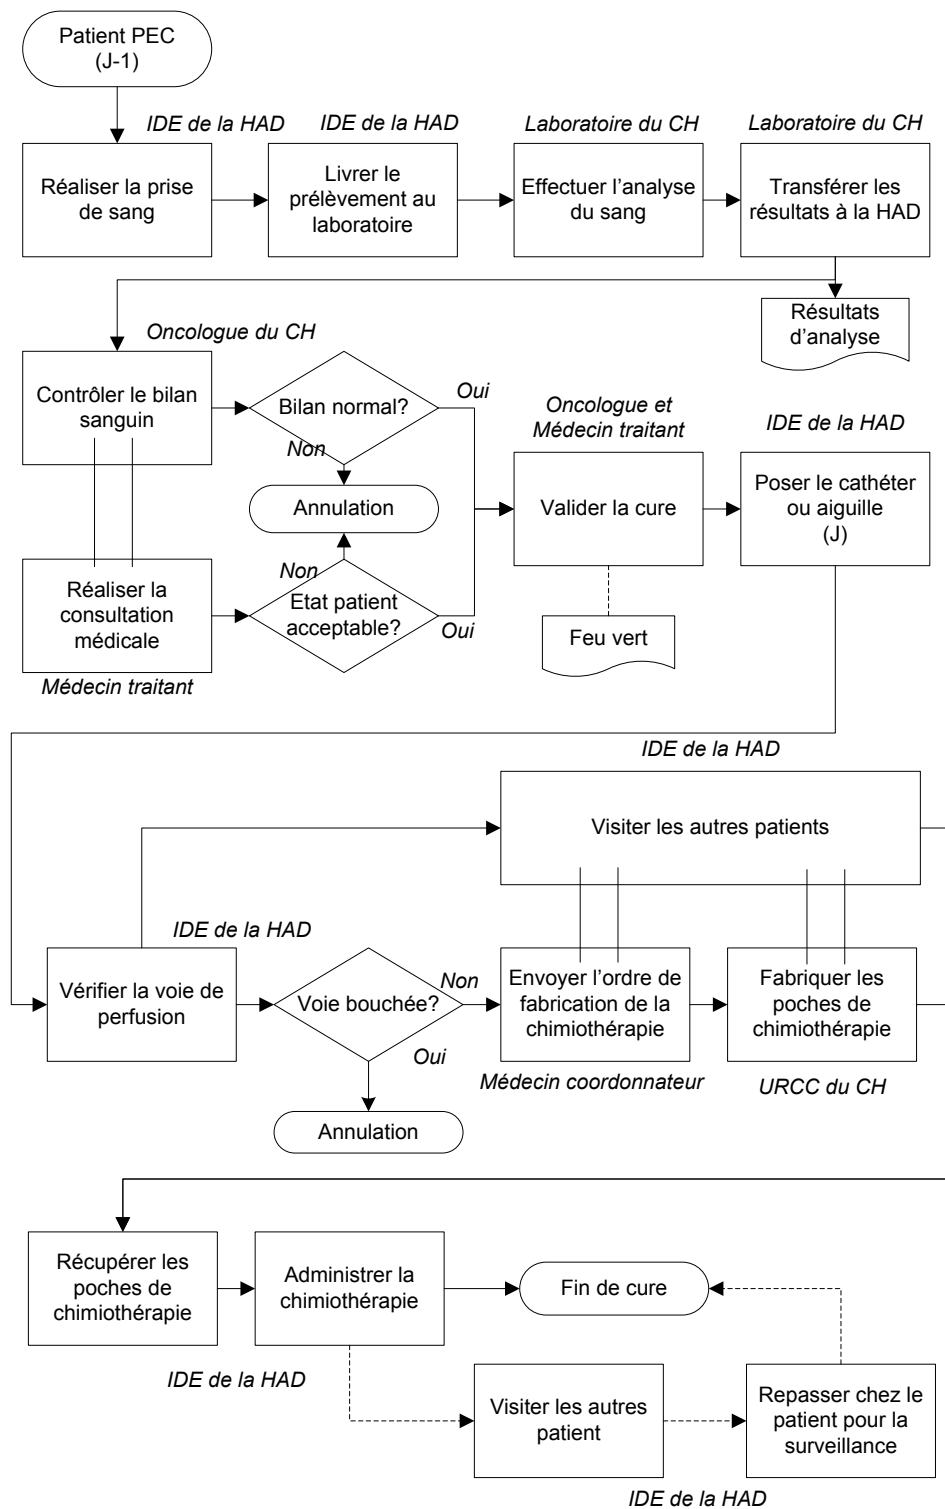 Patient PEC
(J-1)
IDE de la HAD
IDE de la HAD
Laboratoire du CH
Laboratoire du CH
Réaliser la prise
de sang
Livrer le
prélèvement au
laboratoire
Effectuer l’analyse
du sang
Transférer les
résultats à la HAD
Résultats
d’analyse
Oncologue du CH
Contrôler le bilan
sanguin
Bilan normal?
Oui
Non
Annulation
Oncologue et
Médecin traitant
Valider la cure
IDE de la HAD
Poser le cathéter
ou aiguille
(J)
Réaliser la
consultation
médicale
Médecin traitant
Non
Etat patient
acceptable?
Oui
Feu vert
IDE de la HAD
Visiter les autres patients
IDE de la HAD
Vérifier la voie de
perfusion
Voie bouchée?
Non
Oui
Annulation
Envoyer l’ordre de
fabrication de la
chimiothérapie
Médecin coordonnateur
Fabriquer les
poches de
chimiothérapie
URCC du CH
Récupérer les
poches de
chimiothérapie
Administrer la
chimiothérapie
Fin de cure
IDE de la HAD
Visiter les autres
patient
Repasser chez le
patient pour la
surveillance
IDE de la HAD